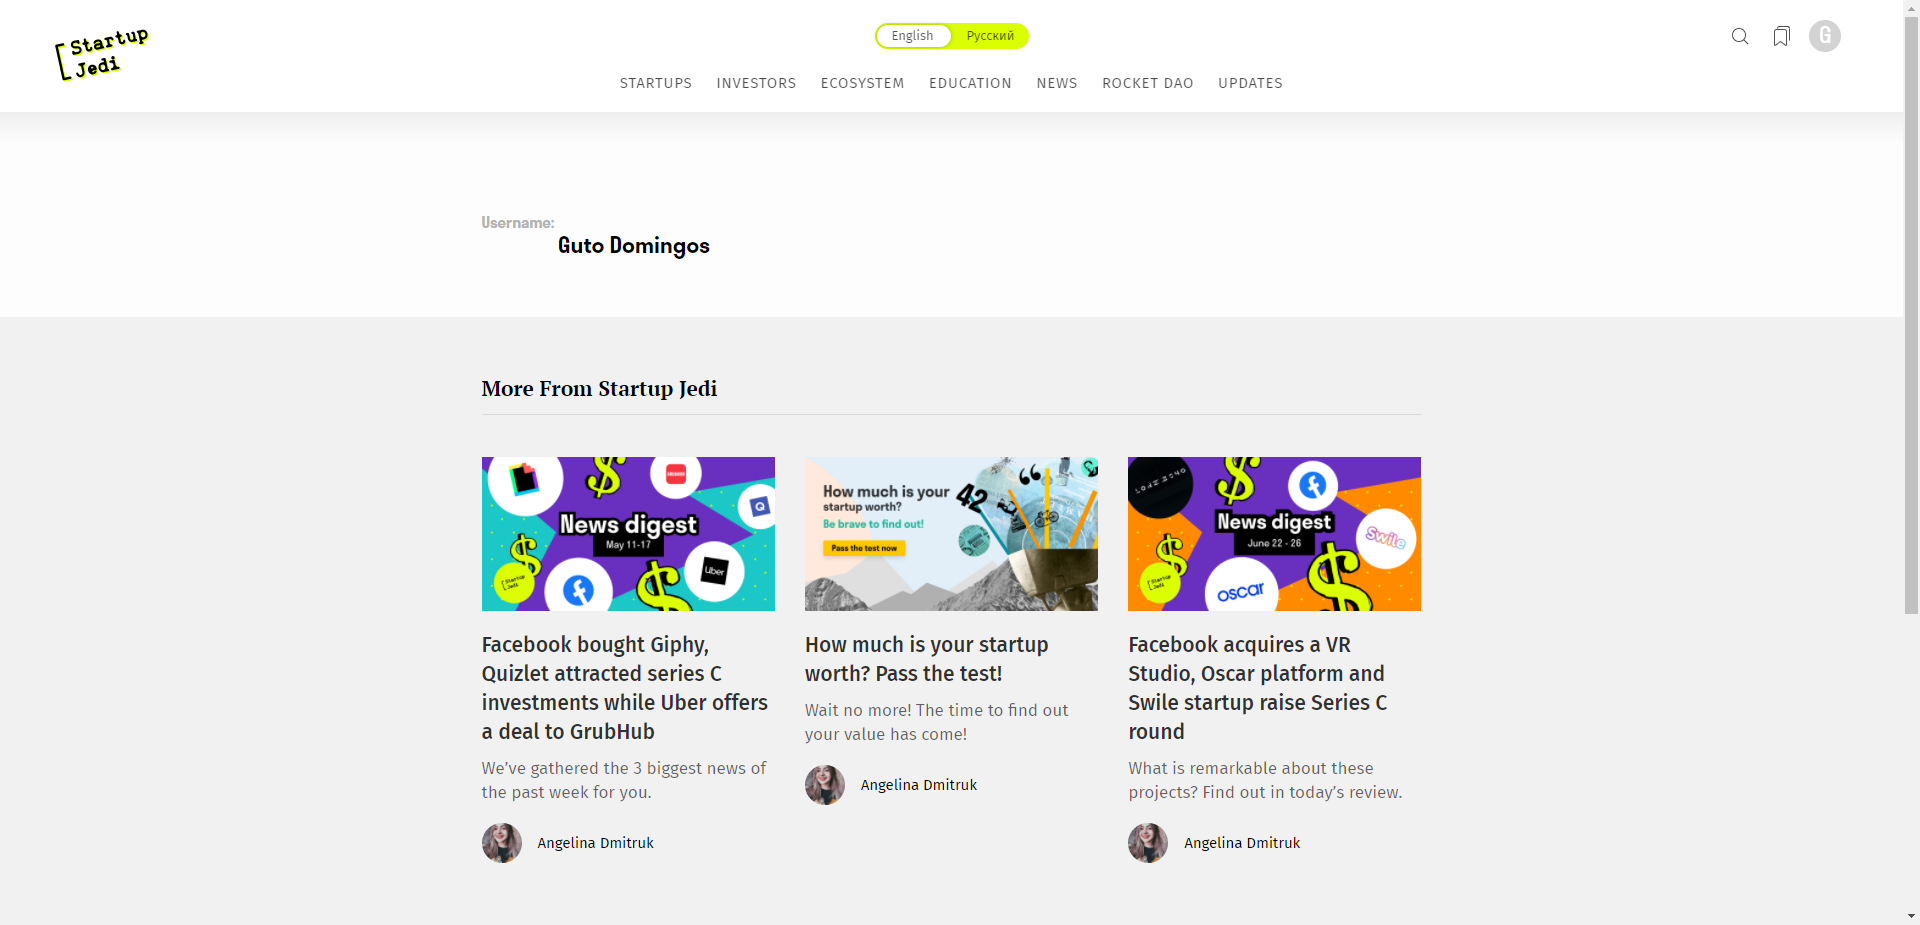 Startup
Jedi
English
Русский
G
STARTUPS
INVESTORS
ECOSYSTEM
EDUCATION
NEWS
ROCKET DAO
UPDATES
Username:
Guto Domingos
More From Startup Jedi
News digest
May 11-17
Q
Uber
Startup
Jedi
How much is your
startup worth?
Be brave to find out!
Pass the test now
42
News digest
June 22 - 26
Swile
oscar
Startup
Jedi
Facebook bought Giphy,
Quizlet attracted series C
investments while Uber offers
a deal to GrubHub
We've gathered the 3 biggest news of
the past week for you.
Angelina Dmitruk
How much is your startup
worth? Pass the test!
Wait no more! The time to find out
your value has come!
Angelina Dmitruk
Facebook acquires a VR
Studio, Oscar platform and
Swile startup raise Series C
round
What is remarkable about these
projects? Find out in today's review.
Angelina Dmitruk